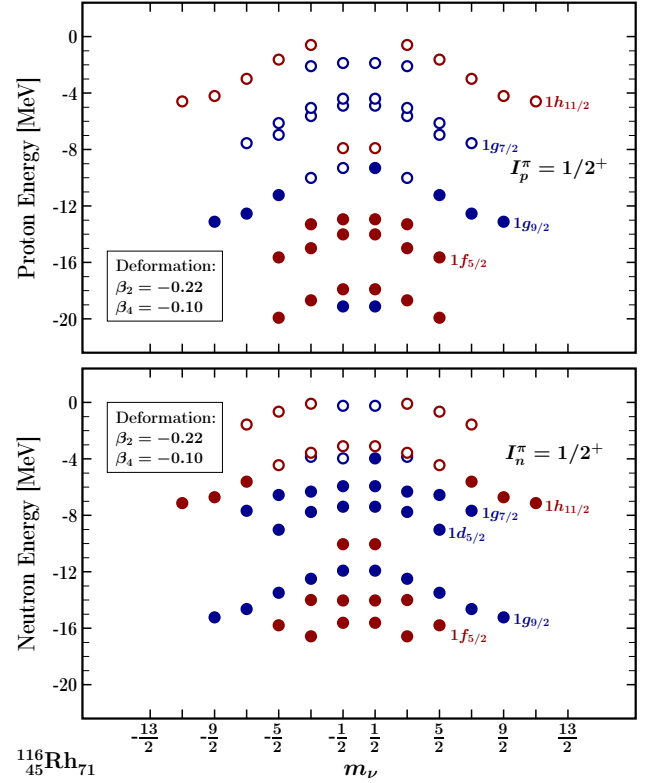 Proton Energy [MeV]
0
-4
-8
-12
-16
-20
1h11/2
1g7/2
I_p^π = 1/2+
1g9/2
1f5/2
Deformation:
β2 = −0.22
β4 = −0.10
Neutron Energy [MeV]
0
-4
-8
-12
-16
-20
Deformation:
β2 = −0.22
β4 = −0.10
I_n^π = 1/2+
1h11/2
1g7/2
1d5/2
1g9/2
1f5/2
-13/2 -9/2 -5/2 -1/2 1/2 5/2 9/2 13/2
116 45Rh71
mν